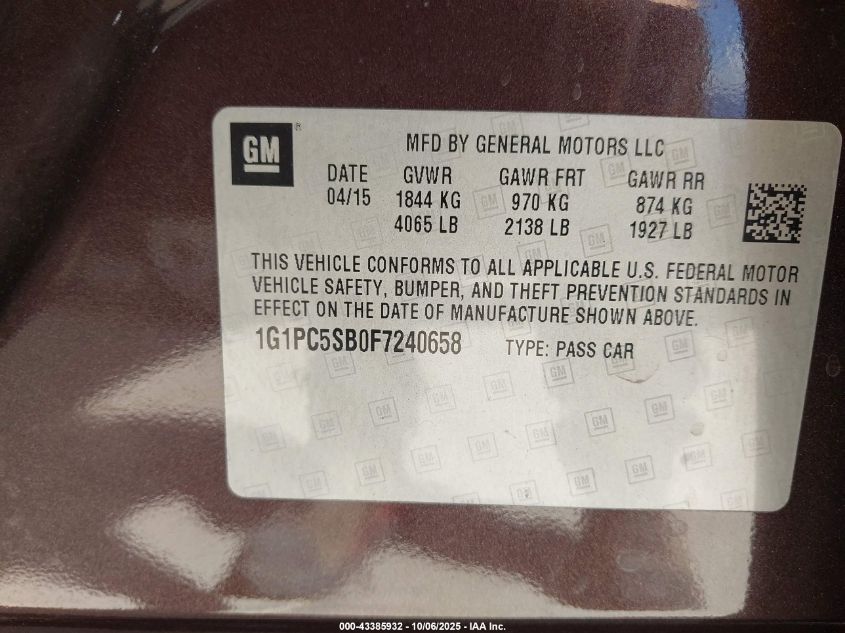 GM
MFD BY GENERAL MOTORS LLC
DATE GVWR GAWR FRT GAWR RR
04/15 1844 KG 970 KG 874 KG
4065 LB 2138 LB 1927 LB
THIS VEHICLE CONFORMS TO ALL APPLICABLE U.S. FEDERAL MOTOR
VEHICLE SAFETY, BUMPER, AND THEFT PREVENTION STANDARDS IN
EFFECT ON THE DATE OF MANUFACTURE SHOWN ABOVE.
1G1PC5SB0F7240658 TYPE: PASS CAR
000-43385932 - 10/06/2025 - IAA Inc.